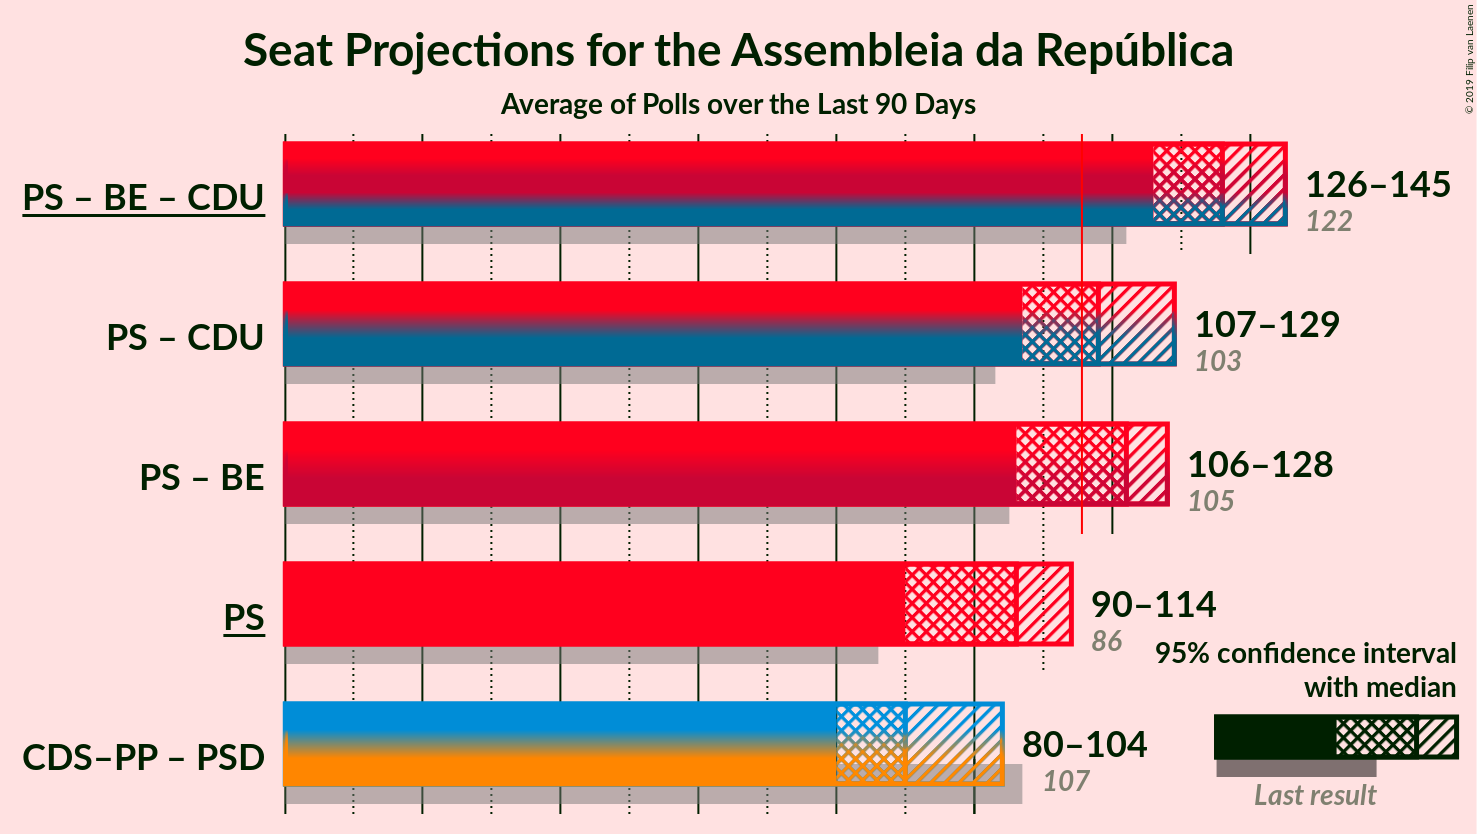 Seat Projections for the Assembleia da República
Average of Polls over the Last 90 Days
© 2019 Filip van Laenen
PS – BE – CDU
126–145
122
PS – CDU
107–129
103
PS – BE
106–128
105
PS
90–114
86
CDS–PP – PSD
80–104
107
95% confidence interval
with median
Last result